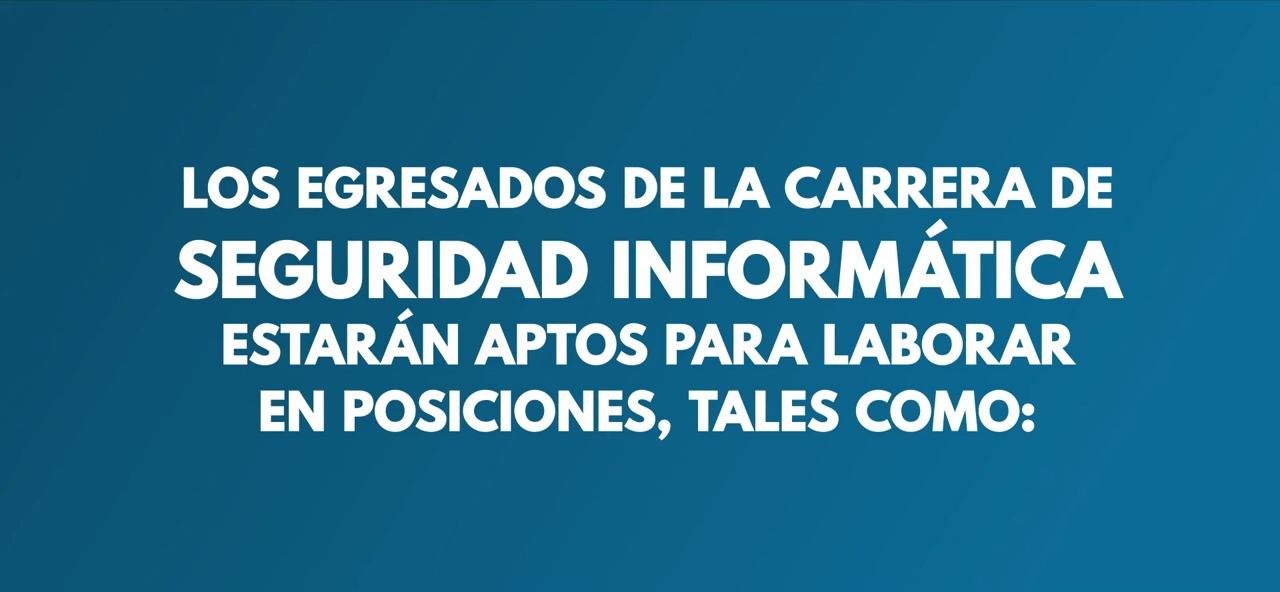 LOS EGRESADOS DE LA CARRERA DE
SEGURIDAD INFORMÁTICA
ESTARÁN APTOS PARA LABORAR
EN POSICIONES, TALES COMO: